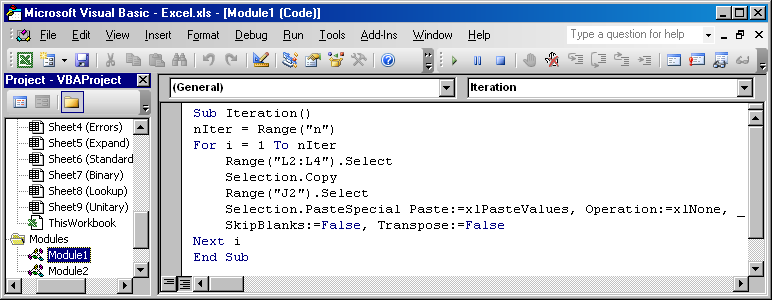 Microsoft Visual Basic - Excel.xls - [Module1 (Code)]
File Edit View Insert Format Debug Run Tools Add-Ins Window Help Type a question for help
Project - VBAProject
(General) Iteration
Sheet4 (Errors)
Sheet5 (Expand)
Sheet6 (Standard
Sheet7 (Binary)
Sheet8 (Lookup)
Sheet9 (Unitary)
ThisWorkbook
Modules
Module1
Module2
Sub Iteration()
nIter = Range("n")
For i = 1 To nIter
Range("L2:L4").Select
Selection.Copy
Range("J2").Select
Selection.PasteSpecial Paste:=xlPasteValues, Operation:=xlNone, _
SkipBlanks:=False, Transpose:=False
Next i
End Sub